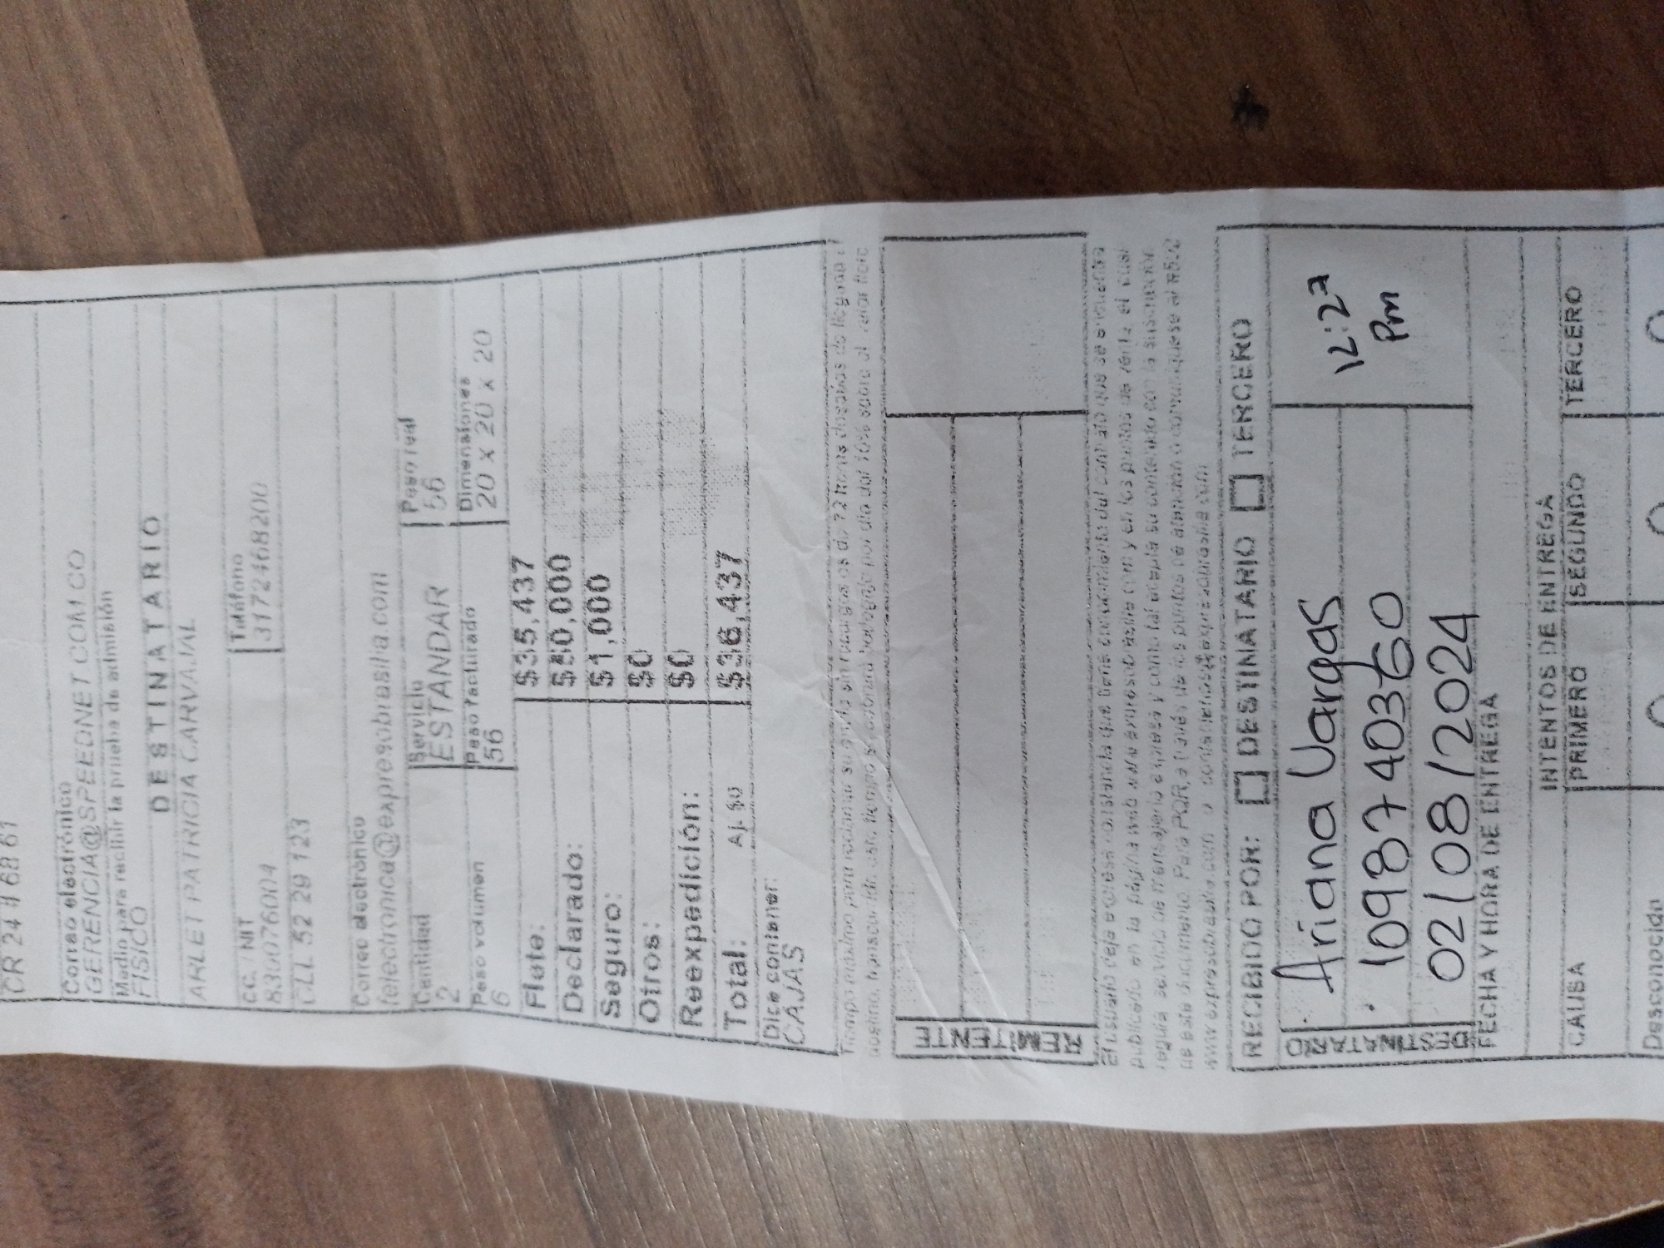 CR 24 # 68 61
Correo electrónico
GERENCIA@SPEEDNET.COM.CO
Medio para recibir la prueba de admisión
FISICO
DESTINATARIO
ARLET PATRICIA CARVAJAL
CC / NIT Teléfono
8300076004 3172468200
CLL 52 29 123
Correo electrónico
felectronica@expresobrasilia.com
Cantidad Servicio Peso real
2 ESTANDAR 56
Peso volumen Peso facturado Dimensiones
6 56 20 x 20 x 20
Flete: $35,437
Declarado: $50,000
Seguro: $1,000
Otros: $0
Reexpedición: $0
Total: Aj. $0 $36,437
Dice contener:
CAJAS
REMITENTE
RECIBIDO POR: DESTINATARIO TERCERO
DESTINATARIO
Ariana Vargas
1098740360
02/08/2024
12:27
Pm
FECHA Y HORA DE ENTREGA
INTENTOS DE ENTREGA
CAUSA PRIMERO SEGUNDO TERCERO
Desconocido